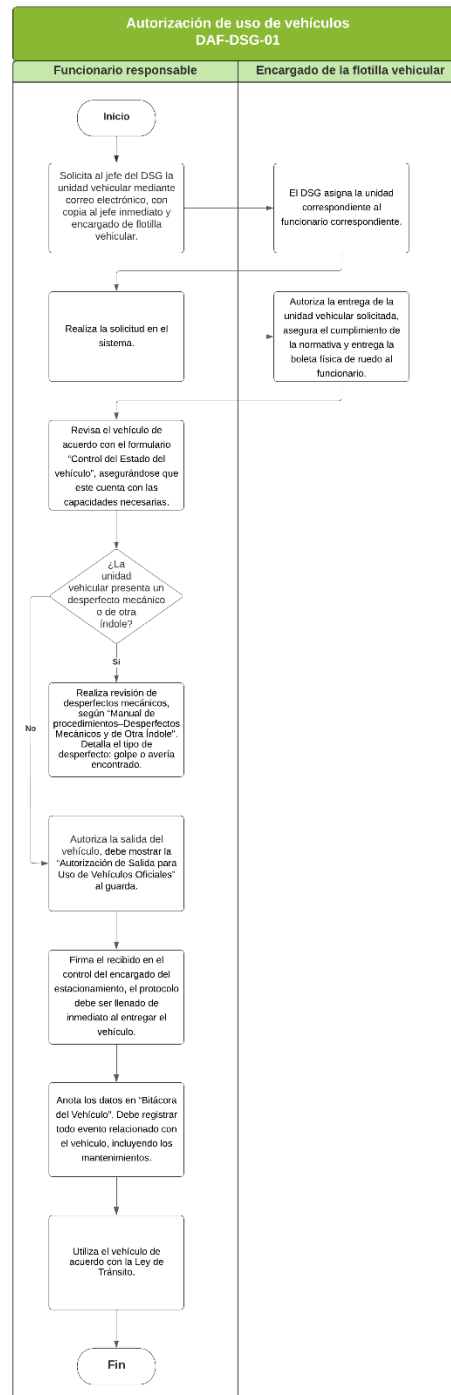 Autorización de uso de vehículos
DAF-DSG-01
Funcionario responsable
Encargado de la flotilla vehicular
Inicio
Solicita al jefe del DSG la
unidad vehicular mediante
correo electrónico, con
copia al jefe inmediato y
encargado de flotilla
vehicular.
El DSG asigna la unidad
correspondiente al
funcionario correspondiente.
Realiza la solicitud en el
sistema.
Autoriza la entrega de la
unidad vehicular solicitada,
asegura el cumplimiento de
la normativa y entrega la
boleta física de ruedo al
funcionario.
Revisa el vehículo de
acuerdo con el formulario
“Control del Estado del
vehículo”, asegurándose que
este cuenta con las
capacidades necesarias.
¿La
unidad
vehicular presenta un
desperfecto mecánico
o de otra
índole?
Sí
No
Realiza revisión de
desperfectos mecánicos,
según “Manual de
procedimientos–Desperfectos
Mecánicos y de Otra Índole”.
Detalla el tipo de
desperfecto: golpe o avería
encontrado.
Autoriza la salida del
vehículo, debe mostrar la
“Autorización de Salida para
Uso de Vehículos Oficiales”
al guarda.
Firma el recibido en el
control del encargado del
estacionamiento, el protocolo
debe ser llenado de
inmediato al entregar el
vehículo.
Anota los datos en “Bitácora
del Vehículo”. Debe registrar
todo evento relacionado con
el vehículo, incluyendo los
mantenimientos.
Utiliza el vehículo de
acuerdo con la Ley de
Tránsito.
Fin